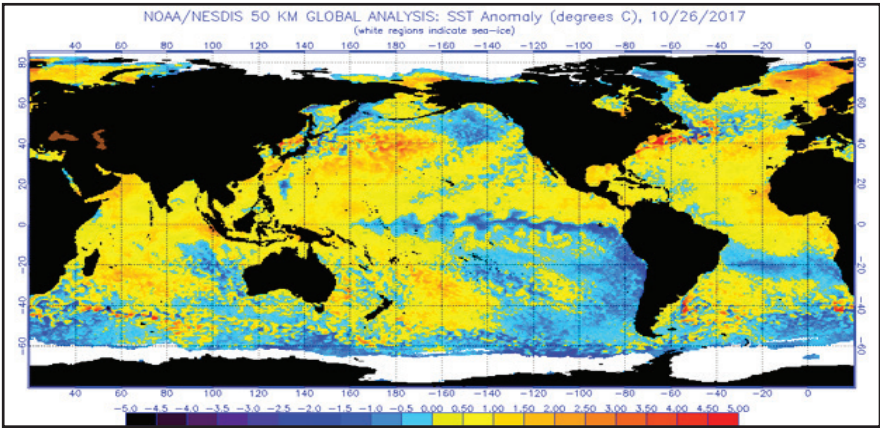 NOAA/NESDIS 50 KM GLOBAL ANALYSIS: SST Anomaly (degrees C), 10/26/2017
(white regions indicate sea-ice)
40 60 80 100 120 140 160 180 -160 -140 -120 -100 -80 -60 -40 -20 0
80 80
60 60
40 40
20 20
0 0
-20 -20
-40 -40
-60 -60
40 60 80 100 120 140 160 180 -160 -140 -120 -100 -80 -60 -40 -20 0
-5.0 -4.5 -4.0 -3.5 -3.0 -2.5 -2.0 -1.5 -1.0 -0.5 0.00 0.50 1.00 1.50 2.00 2.50 3.00 3.50 4.00 4.50 5.00